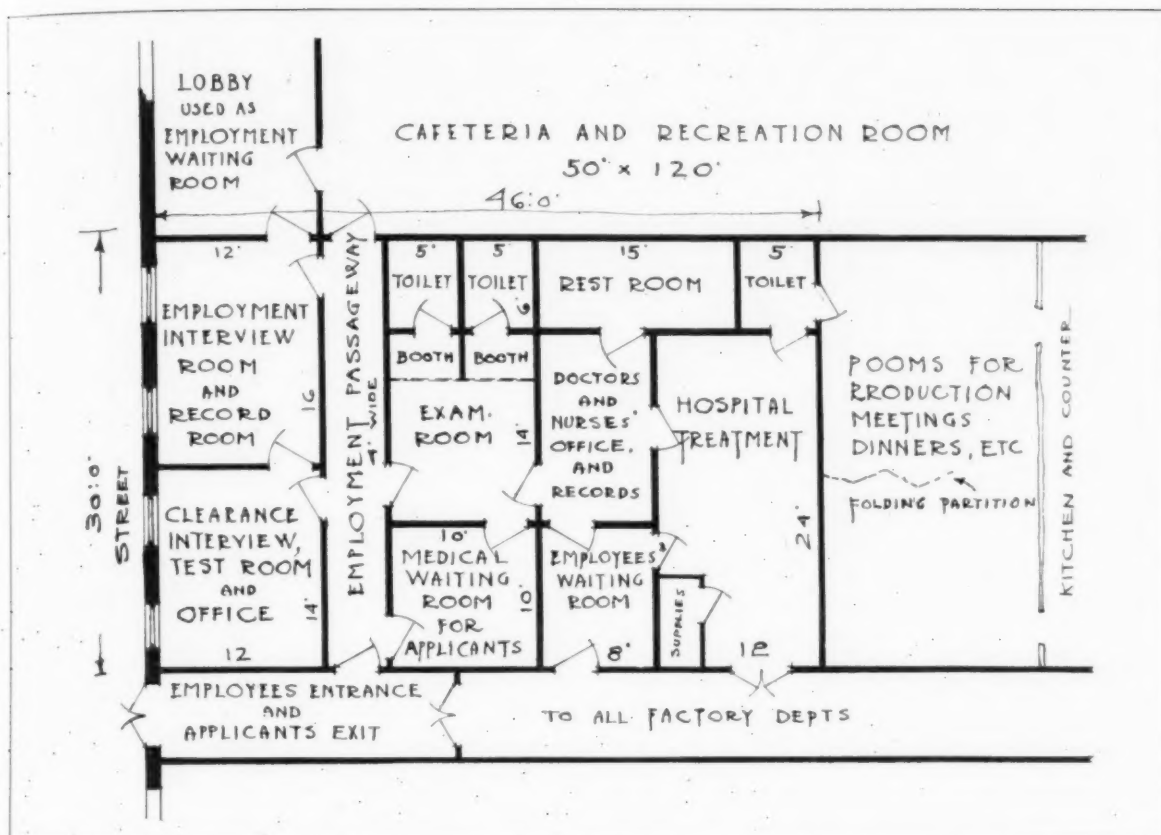 LOBBY
USED AS
EMPLOYMENT
WAITING
ROOM
CAFETERIA AND RECREATION ROOM
50' x 120'
46:0'
12'
EMPLOYMENT
INTERVIEW
ROOM
AND
RECORD
ROOM
16
CLEARANCE
INTERVIEW,
TEST ROOM
AND
OFFICE
14'
12
30:0'
STREET
EMPLOYMENT PASSAGEWAY
4' WIDE
5'
TOILET
5'
TOILET
6'
BOOTH
BOOTH
EXAM.
ROOM
14'
15'
REST ROOM
5'
TOILET
DOCTORS
AND
NURSES'
OFFICE,
AND
RECORDS
HOSPITAL
TREATMENT
24'
10'
MEDICAL
WAITING
ROOM
FOR
APPLICANTS
10'
EMPLOYEES'
WAITING
ROOM
8'
SUPPLIES
12
POOMS FOR
PRODUCTION
MEETINGS
DINNERS, ETC
FOLDING PARTITION
KITCHEN AND COUNTER
EMPLOYEES ENTRANCE
AND
APPLICANTS EXIT
TO ALL FACTORY DEPTS